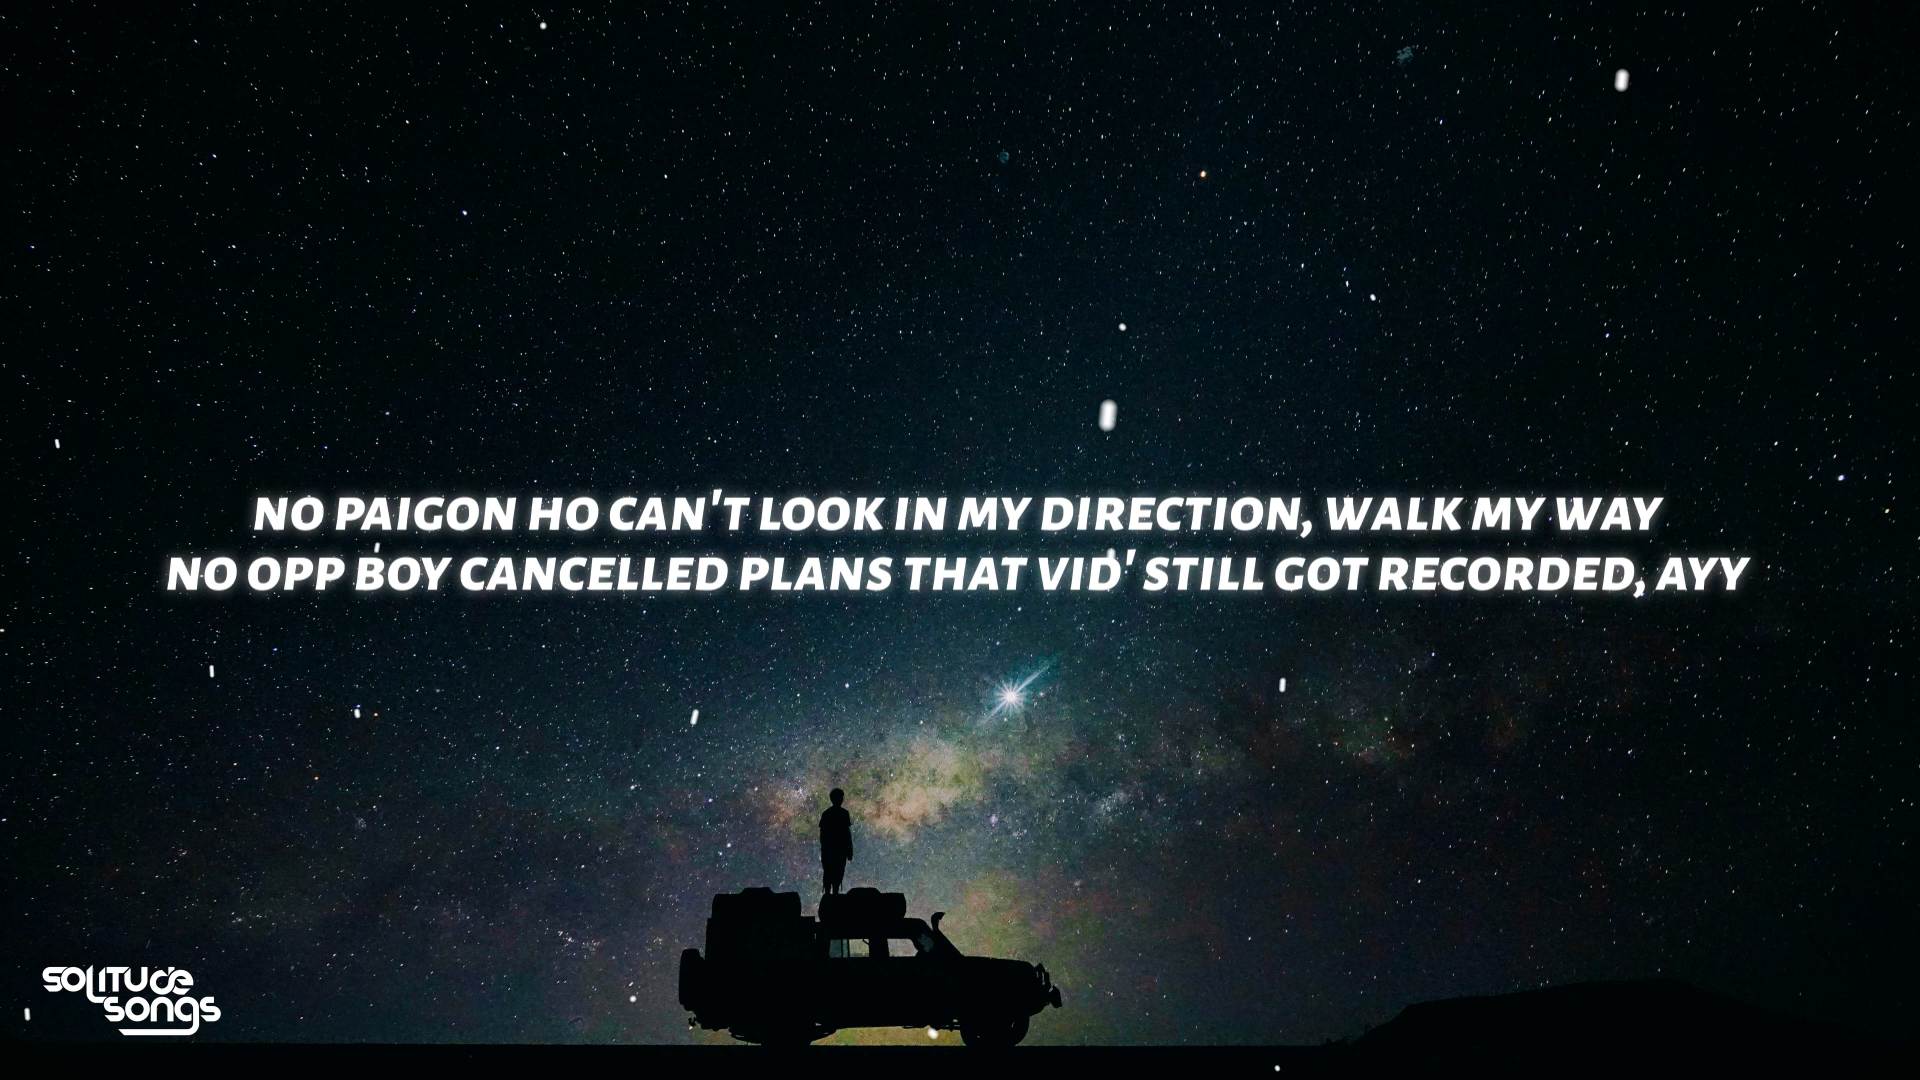 NO PAIGON HO CAN'T LOOK IN MY DIRECTION, WALK MY WAY
NO OPP BOY CANCELLED PLANS THAT VID' STILL GOT RECORDED, AYY
solitude
songs